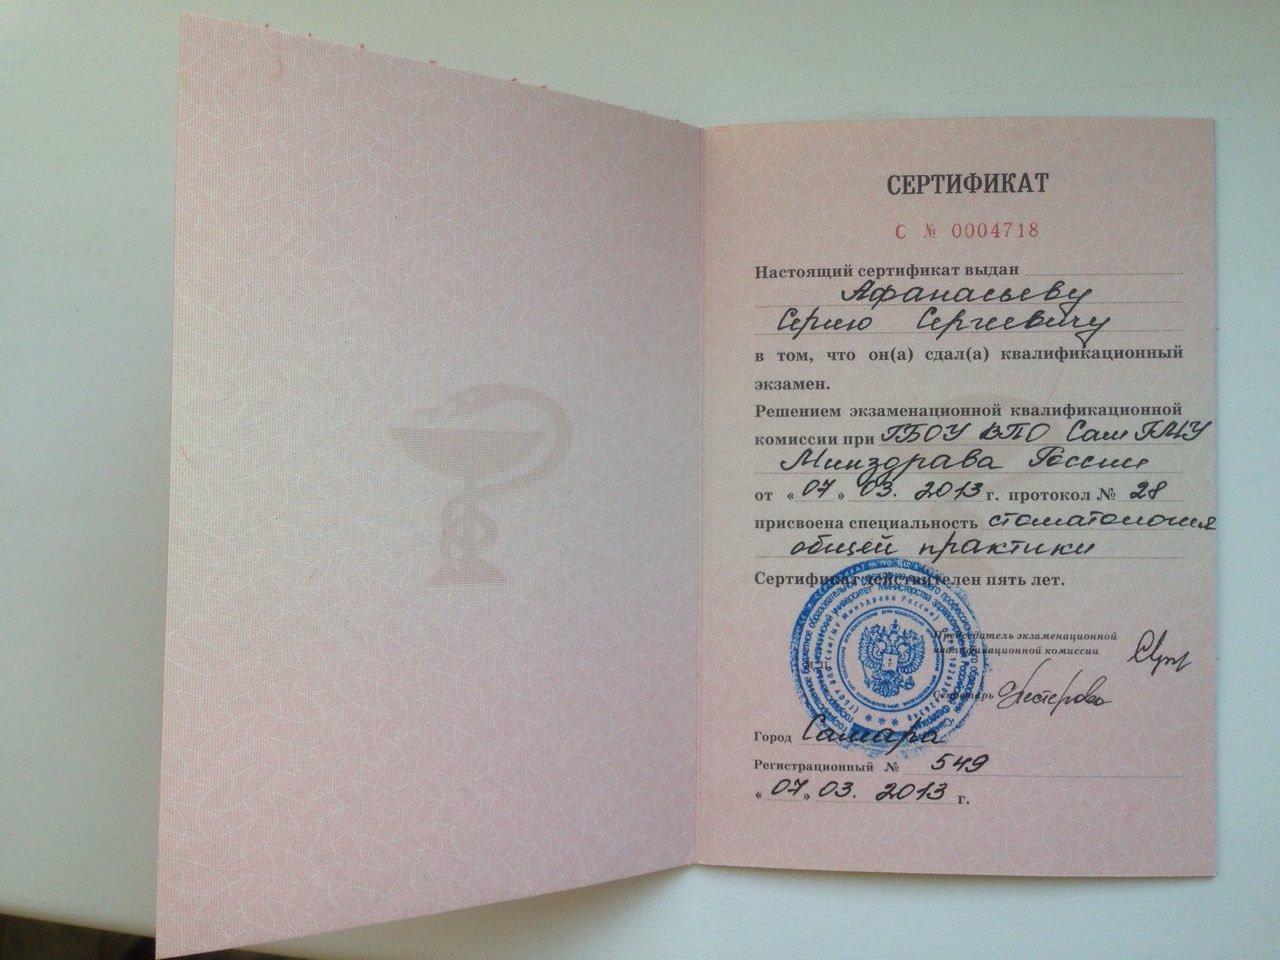 СЕРТИФИКАТ
С № 0004718
Настоящий сертификат выдан
Афанасьеву
Сергею Сергеевичу
в том, что он(а) сдал(а) квалификационный
экзамен.
Решением экзаменационной квалификационной
комиссии при ГБОУ ВПО СамГМУ
Минздрава России
от « 07 » 03. 2013 г. протокол № 28
присвоена специальность стоматология
общей практики
Сертификат действителен пять лет.
Председатель экзаменационной
квалификационной комиссии
М.П.
Секретарь Нестерова
Город Самара
Регистрационный № 549
« 07 » 03. 2013 г.